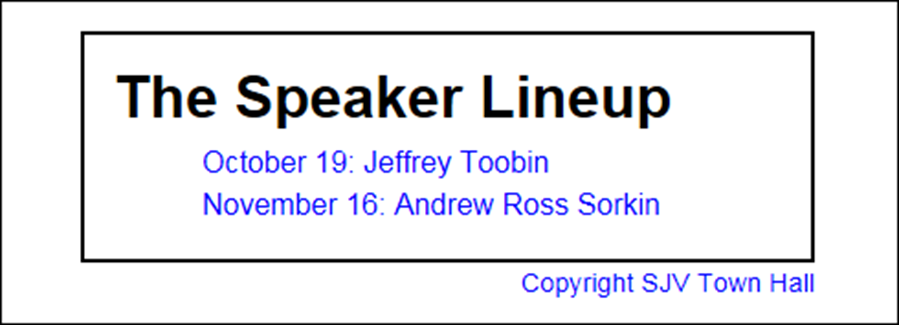 The Speaker Lineup
October 19: Jeffrey Toobin
November 16: Andrew Ross Sorkin
Copyright SJV Town Hall